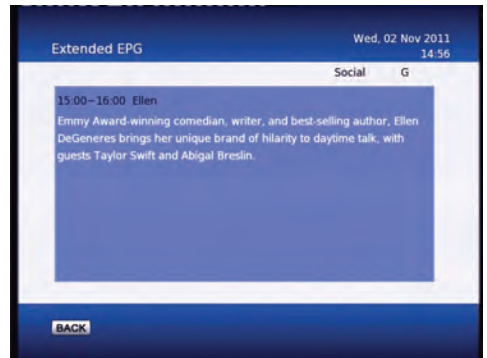 Extended EPG
Wed, 02 Nov 2011
14:56
Social G
15:00~16:00 Ellen
Emmy Award-winning comedian, writer, and best-selling author, Ellen
DeGeneres brings her unique brand of hilarity to daytime talk, with
guests Taylor Swift and Abigal Breslin.
BACK